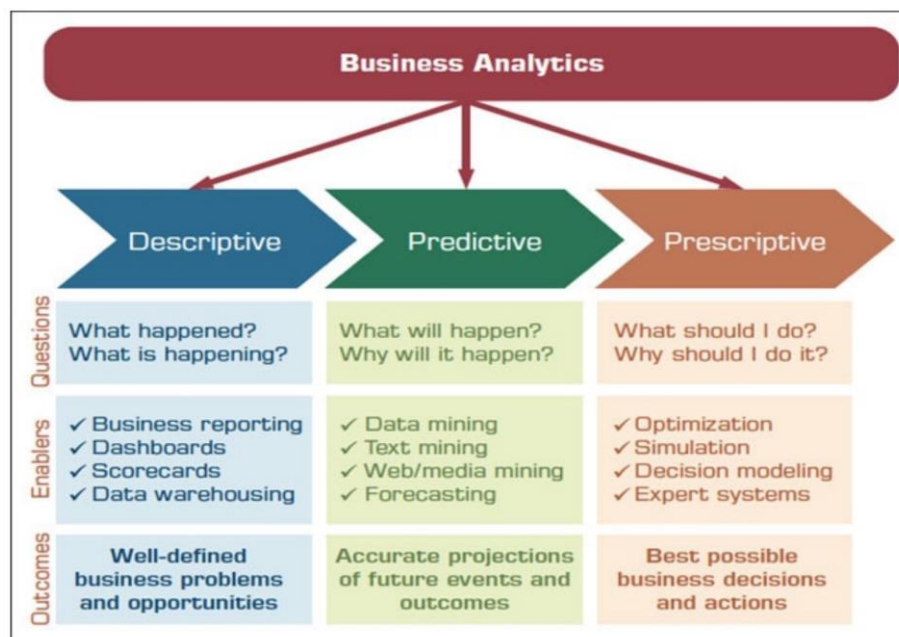 Business Analytics
Descriptive
Predictive
Prescriptive
Questions
What happened?
What is happening?
What will happen?
Why will it happen?
What should I do?
Why should I do it?
Enablers
✓ Business reporting
✓ Dashboards
✓ Scorecards
✓ Data warehousing
✓ Data mining
✓ Text mining
✓ Web/media mining
✓ Forecasting
✓ Optimization
✓ Simulation
✓ Decision modeling
✓ Expert systems
Outcomes
Well-defined
business problems
and opportunities
Accurate projections
of future events and
outcomes
Best possible
business decisions
and actions